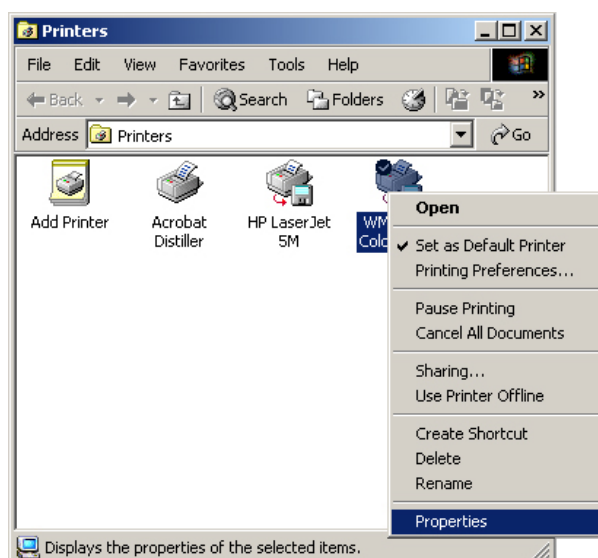 Printers
File Edit View Favorites Tools Help
Back Search Folders »
Address Printers Go
Add Printer
Acrobat
Distiller
HP LaserJet
5M
WM
Colo
Open
Set as Default Printer
Printing Preferences...
Pause Printing
Cancel All Documents
Sharing...
Use Printer Offline
Create Shortcut
Delete
Rename
Properties
Displays the properties of the selected items.